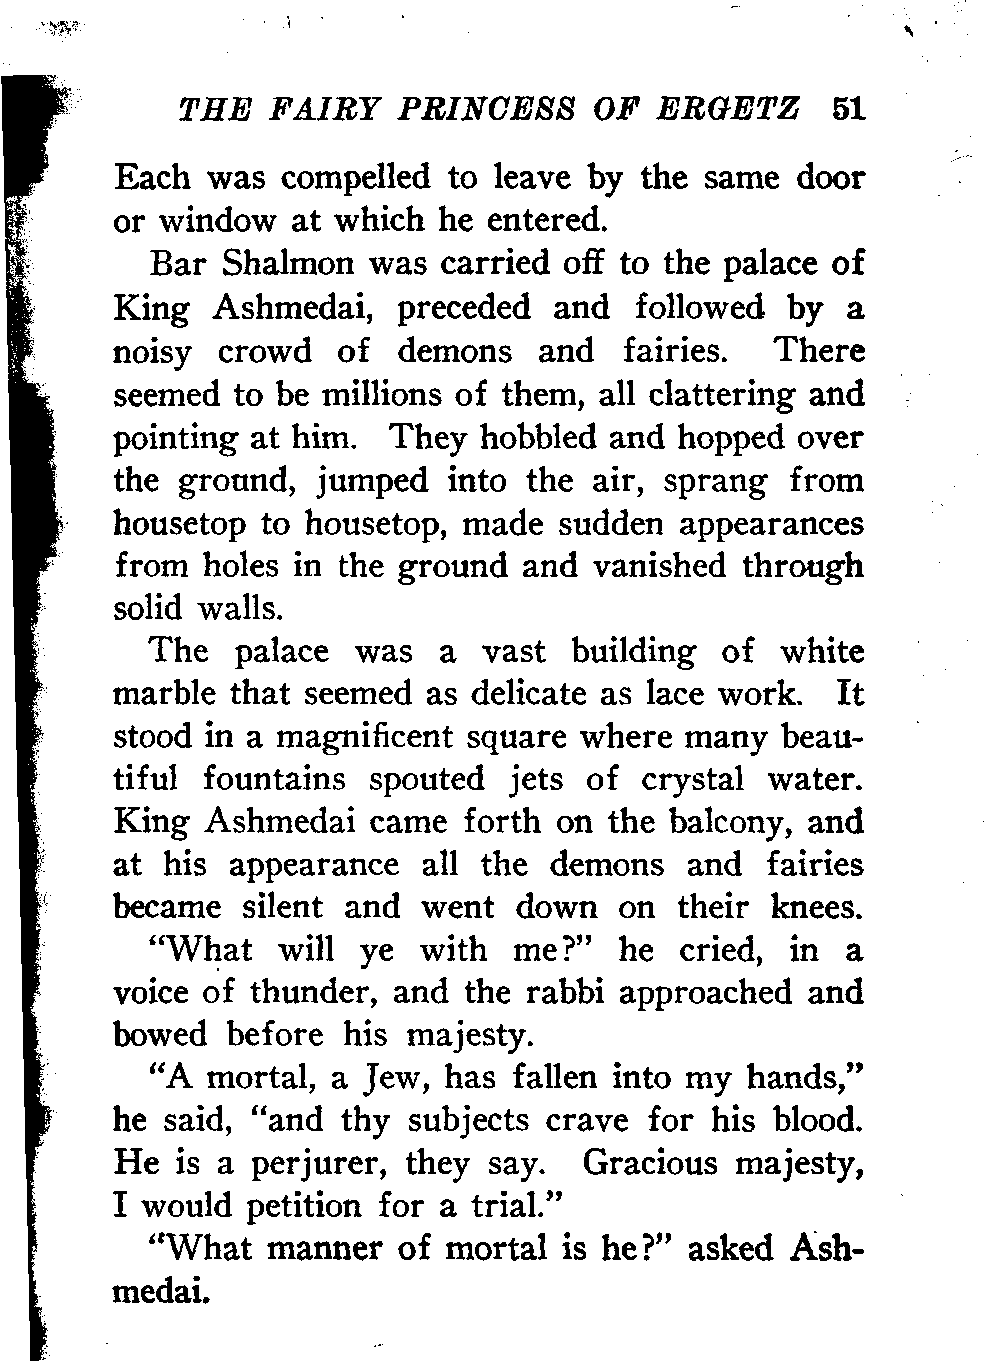 THE FAIRY PRINCESS OF ERGETZ 51
Each was compelled to leave by the same door
or window at which he entered.
Bar Shalmon was carried off to the palace of
King Ashmedai, preceded and followed by a
noisy crowd of demons and fairies. There
seemed to be millions of them, all clattering and
pointing at him. They hobbled and hopped over
the ground, jumped into the air, sprang from
housetop to housetop, made sudden appearances
from holes in the ground and vanished through
solid walls.
The palace was a vast building of white
marble that seemed as delicate as lace work. It
stood in a magnificent square where many beau-
tiful fountains spouted jets of crystal water.
King Ashmedai came forth on the balcony, and
at his appearance all the demons and fairies
became silent and went down on their knees.
“What will ye with me?” he cried, in a
voice of thunder, and the rabbi approached and
bowed before his majesty.
“A mortal, a Jew, has fallen into my hands,”
he said, “and thy subjects crave for his blood.
He is a perjurer, they say. Gracious majesty,
I would petition for a trial.”
“What manner of mortal is he?” asked Ash-
medai.